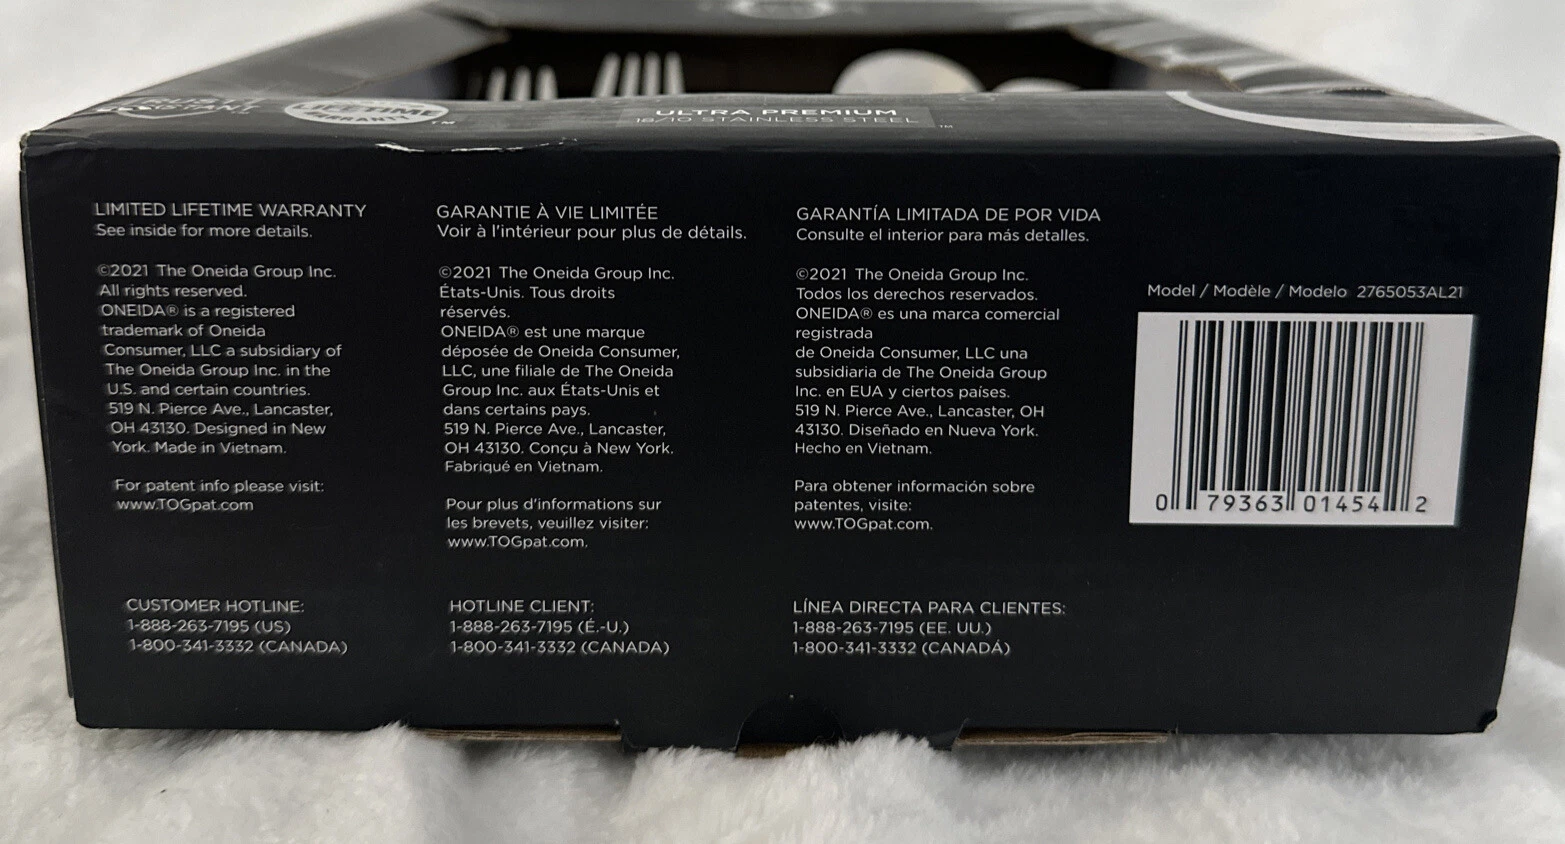 LIFETIME
WARRANTY
TM
ULTRA PREMIUM
18/10 STAINLESS STEEL
TM
LIMITED LIFETIME WARRANTY
See inside for more details.
©2021 The Oneida Group Inc.
All rights reserved.
ONEIDA® is a registered
trademark of Oneida
Consumer, LLC a subsidiary of
The Oneida Group Inc. in the
U.S. and certain countries.
519 N. Pierce Ave., Lancaster,
OH 43130. Designed in New
York. Made in Vietnam.
For patent info please visit:
www.TOGpat.com
CUSTOMER HOTLINE:
1-888-263-7195 (US)
1-800-341-3332 (CANADA)
GARANTIE À VIE LIMITÉE
Voir à l'intérieur pour plus de détails.
©2021 The Oneida Group Inc.
États-Unis. Tous droits
réservés.
ONEIDA® est une marque
déposée de Oneida Consumer,
LLC, une filiale de The Oneida
Group Inc. aux États-Unis et
dans certains pays.
519 N. Pierce Ave., Lancaster,
OH 43130. Conçu à New York.
Fabriqué en Vietnam.
Pour plus d'informations sur
les brevets, veuillez visiter:
www.TOGpat.com.
HOTLINE CLIENT:
1-888-263-7195 (É.-U.)
1-800-341-3332 (CANADA)
GARANTÍA LIMITADA DE POR VIDA
Consulte el interior para más detalles.
©2021 The Oneida Group Inc.
Todos los derechos reservados.
ONEIDA® es una marca comercial
registrada
de Oneida Consumer, LLC una
subsidiaria de The Oneida Group
Inc. en EUA y ciertos países.
519 N. Pierce Ave., Lancaster, OH
43130. Diseñado en Nueva York.
Hecho en Vietnam.
Para obtener información sobre
patentes, visite:
www.TOGpat.com.
LÍNEA DIRECTA PARA CLIENTES:
1-888-263-7195 (EE. UU.)
1-800-341-3332 (CANADÁ)
Model / Modèle / Modelo 2765053AL21
0 79363 01454 2